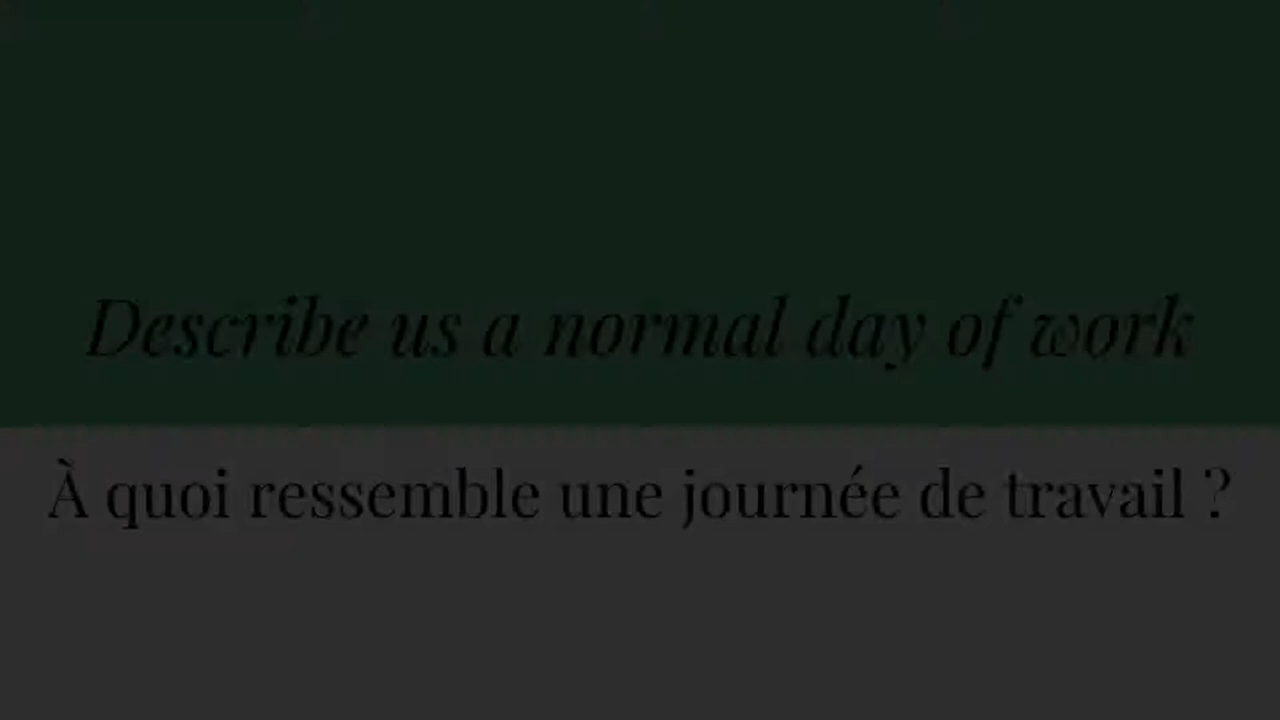 Describe us a normal day of work
À quoi ressemble une journée de travail ?